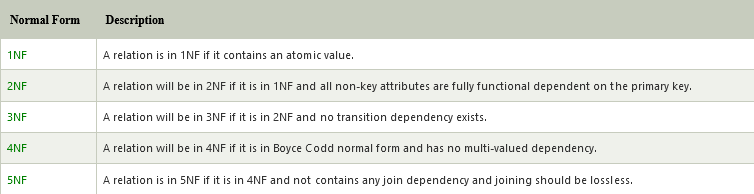 Normal Form Description
1NF A relation is in 1NF if it contains an atomic value.
2NF A relation will be in 2NF if it is in 1NF and all non-key attributes are fully functional dependent on the primary key.
3NF A relation will be in 3NF if it is in 2NF and no transition dependency exists.
4NF A relation will be in 4NF if it is in Boyce Codd normal form and has no multi-valued dependency.
5NF A relation is in 5NF if it is in 4NF and not contains any join dependency and joining should be lossless.